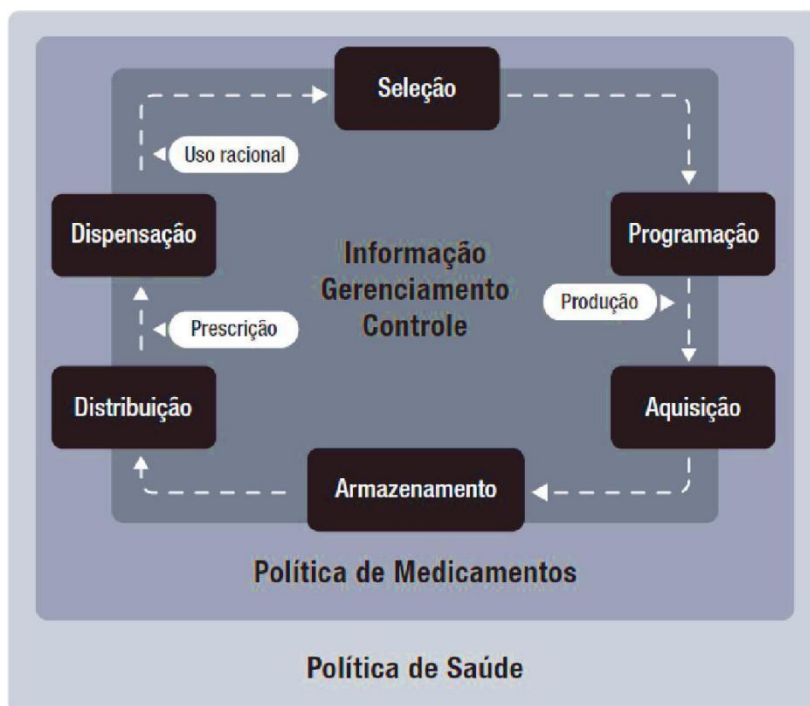 Seleção
Uso racional
Dispensação
Programação
Informação
Gerenciamento
Controle
Produção
Prescrição
Distribuição
Aquisição
Armazenamento
Política de Medicamentos
Política de Saúde